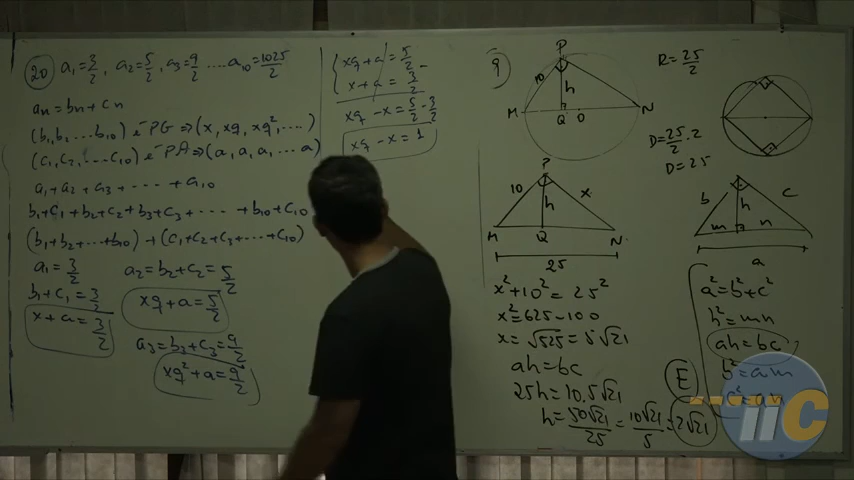 20) a₁ = 3/2, a₂ = 5/2, a₃ = 9/2 .... a₁₀ = 1025/2
aₙ = bₙ + cₙ
(b₁, b₂ ... b₁₀) é PG ⇒ (x, xq, xq², ....)
(c₁, c₂, ... c₁₀) é PA ⇒ (a, a, a, ... a)
a₁ + a₂ + a₃ + .... + a₁₀
b₁ + c₁ + b₂ + c₂ + b₃ + c₃ + .... + b₁₀ + c₁₀
(b₁ + b₂ + ... + b₁₀) + (c₁ + c₂ + c₃ + ... + c₁₀)
a₁ = 3/2
b₁ + c₁ = 3/2
x + a = 3/2
a₂ = b₂ + c₂ = 5/2
xq + a = 5/2
a₃ = b₃ + c₃ = 9/2
xq² + a = 9/2
xq + a = 5/2
x + a = 3/2 -
xq - x = 5/2 - 3/2
xq - x = 1
9)
P
10
h
M
Q
O
N
R = 25/2
D = 25/2 . 2
D = 25
P
10
x
h
M
Q
N
25
b
c
h
m
n
a
x² + 10² = 25²
x² = 625 - 100
x = √525 = 5√21
ah = bc
25h = 10.5√21
h = 50√21/25 = 10√21/5 = 2√21
E
a² = b² + c²
h² = mn
ah = bc
b² = am
c² = an
C